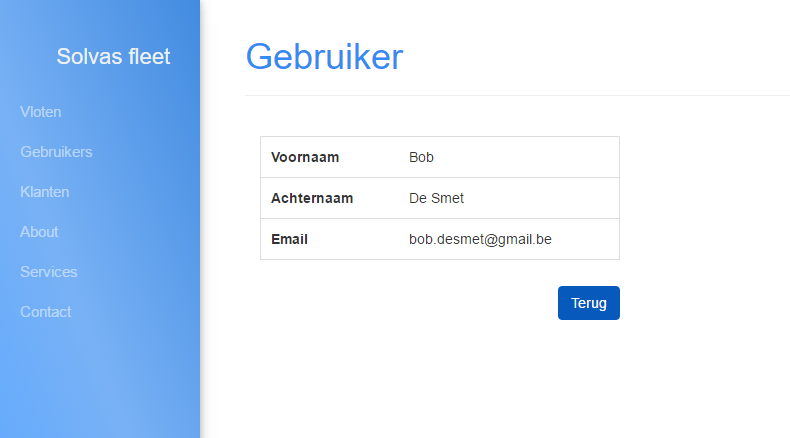 Solvas fleet
Vloten
Gebruikers
Klanten
About
Services
Contact
Gebruiker
Voornaam Bob
Achternaam De Smet
Email bob.desmet@gmail.be
Terug